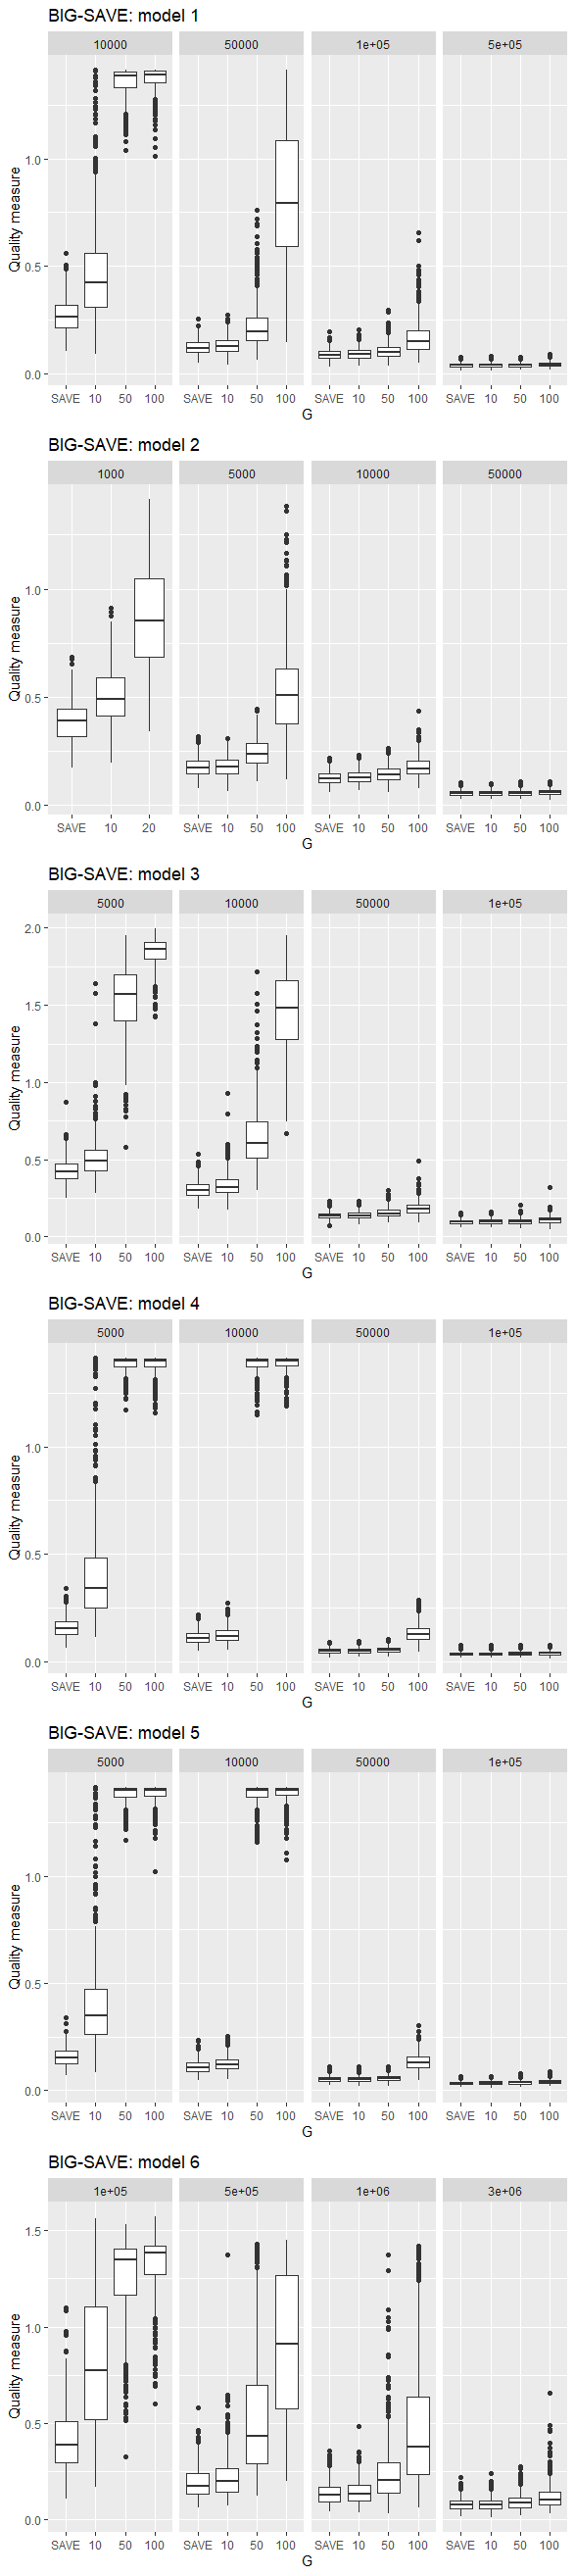 BIG-SAVE: model 1
10000 50000 1e+05 5e+05
Quality measure
1.0
0.5
0.0
SAVE 10 50 100 SAVE 10 50 100 SAVE 10 50 100 SAVE 10 50 100
G
BIG-SAVE: model 2
1000 5000 10000 50000
Quality measure
1.0
0.5
0.0
SAVE 10 20 SAVE 10 50 100 SAVE 10 50 100 SAVE 10 50 100
G
BIG-SAVE: model 3
5000 10000 50000 1e+05
Quality measure
2.0
1.5
1.0
0.5
0.0
SAVE 10 50 100 SAVE 10 50 100 SAVE 10 50 100 SAVE 10 50 100
G
BIG-SAVE: model 4
5000 10000 50000 1e+05
Quality measure
1.0
0.5
0.0
SAVE 10 50 100 SAVE 10 50 100 SAVE 10 50 100 SAVE 10 50 100
G
BIG-SAVE: model 5
5000 10000 50000 1e+05
Quality measure
1.0
0.5
0.0
SAVE 10 50 100 SAVE 10 50 100 SAVE 10 50 100 SAVE 10 50 100
G
BIG-SAVE: model 6
1e+05 5e+05 1e+06 3e+06
Quality measure
1.5
1.0
0.5
0.0
SAVE 10 50 100 SAVE 10 50 100 SAVE 10 50 100 SAVE 10 50 100
G